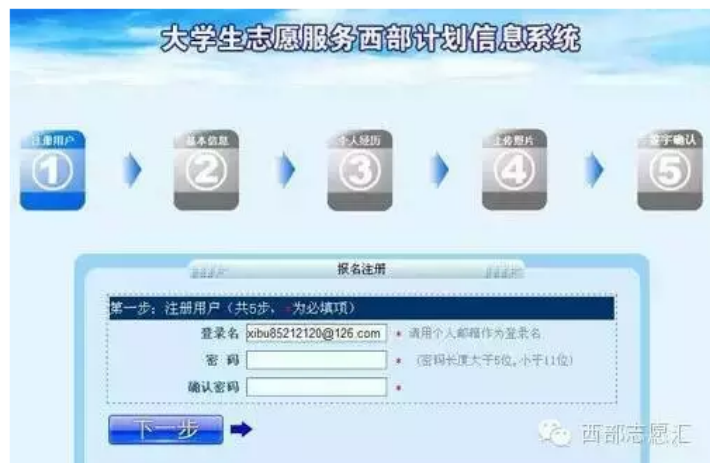 大学生志愿服务西部计划信息系统
注册用户 基本信息 个人经历 上传照片 签字确认
① ② ③ ④ ⑤
报名注册
第一步：注册用户（共5步、*为必填项）
登录名 xibu85212120@126.com * 请用个人邮箱作为登录名
密 码 * （密码长度大于5位,小于11位）
确认密码 *
下一步
西部志愿汇